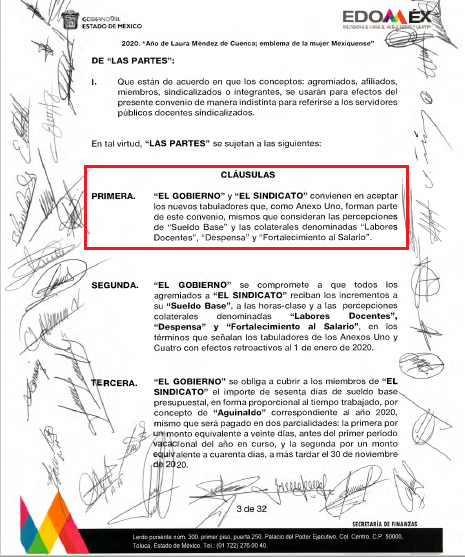 GOBIERNO DEL
ESTADO DE MÉXICO
EDOMÉX
2020. "Año de Laura Méndez de Cuenca; emblema de la mujer Mexiquense"
DE "LAS PARTES":
I. Que están de acuerdo en que los conceptos: agremiados, afiliados,
miembros, sindicalizados o integrantes, se usarán para efectos del
presente convenio de manera indistinta para referirse a los servidores
públicos docentes sindicalizados.
En tal virtud, "LAS PARTES" se sujetan a las siguientes:
CLÁUSULAS
PRIMERA. "EL GOBIERNO" y "EL SINDICATO" convienen en aceptar
los nuevos tabuladores que, como Anexo Uno, forman parte
de este convenio, mismos que consideran las percepciones
de "Sueldo Base" y las colaterales denominadas "Labores
Docentes", "Despensa" y "Fortalecimiento al Salario".
SEGUNDA. "EL GOBIERNO" se compromete a que todos los
agremiados a "EL SINDICATO" reciban los incrementos a
su "Sueldo Base", a las horas-clase y a las percepciones
colaterales denominadas "Labores Docentes",
"Despensa" y "Fortalecimiento al Salario", en los
términos que señalan los tabuladores de los Anexos Uno y
Cuatro con efectos retroactivos al 1 de enero de 2020.
TERCERA. "EL GOBIERNO" se obliga a cubrir a los miembros de "EL
SINDICATO" el importe de sesenta días de sueldo base
presupuestal, en forma proporcional al tiempo trabajado, por
concepto de "Aguinaldo" correspondiente al año 2020,
mismo que será pagado en dos parcialidades: la primera por
un monto equivalente a veinte días, antes del primer periodo
vacacional del año en curso, y la segunda por un monto
equivalente a cuarenta días, a más tardar el 30 de noviembre
de 2020.
3 de 32
SECRETARÍA DE FINANZAS
Lerdo poniente núm. 300, primer piso, puerta 250, Palacio del Poder Ejecutivo, Col. Centro. C.P. 50000,
Toluca, Estado de México. Tel.: (01 722) 276 00 40.